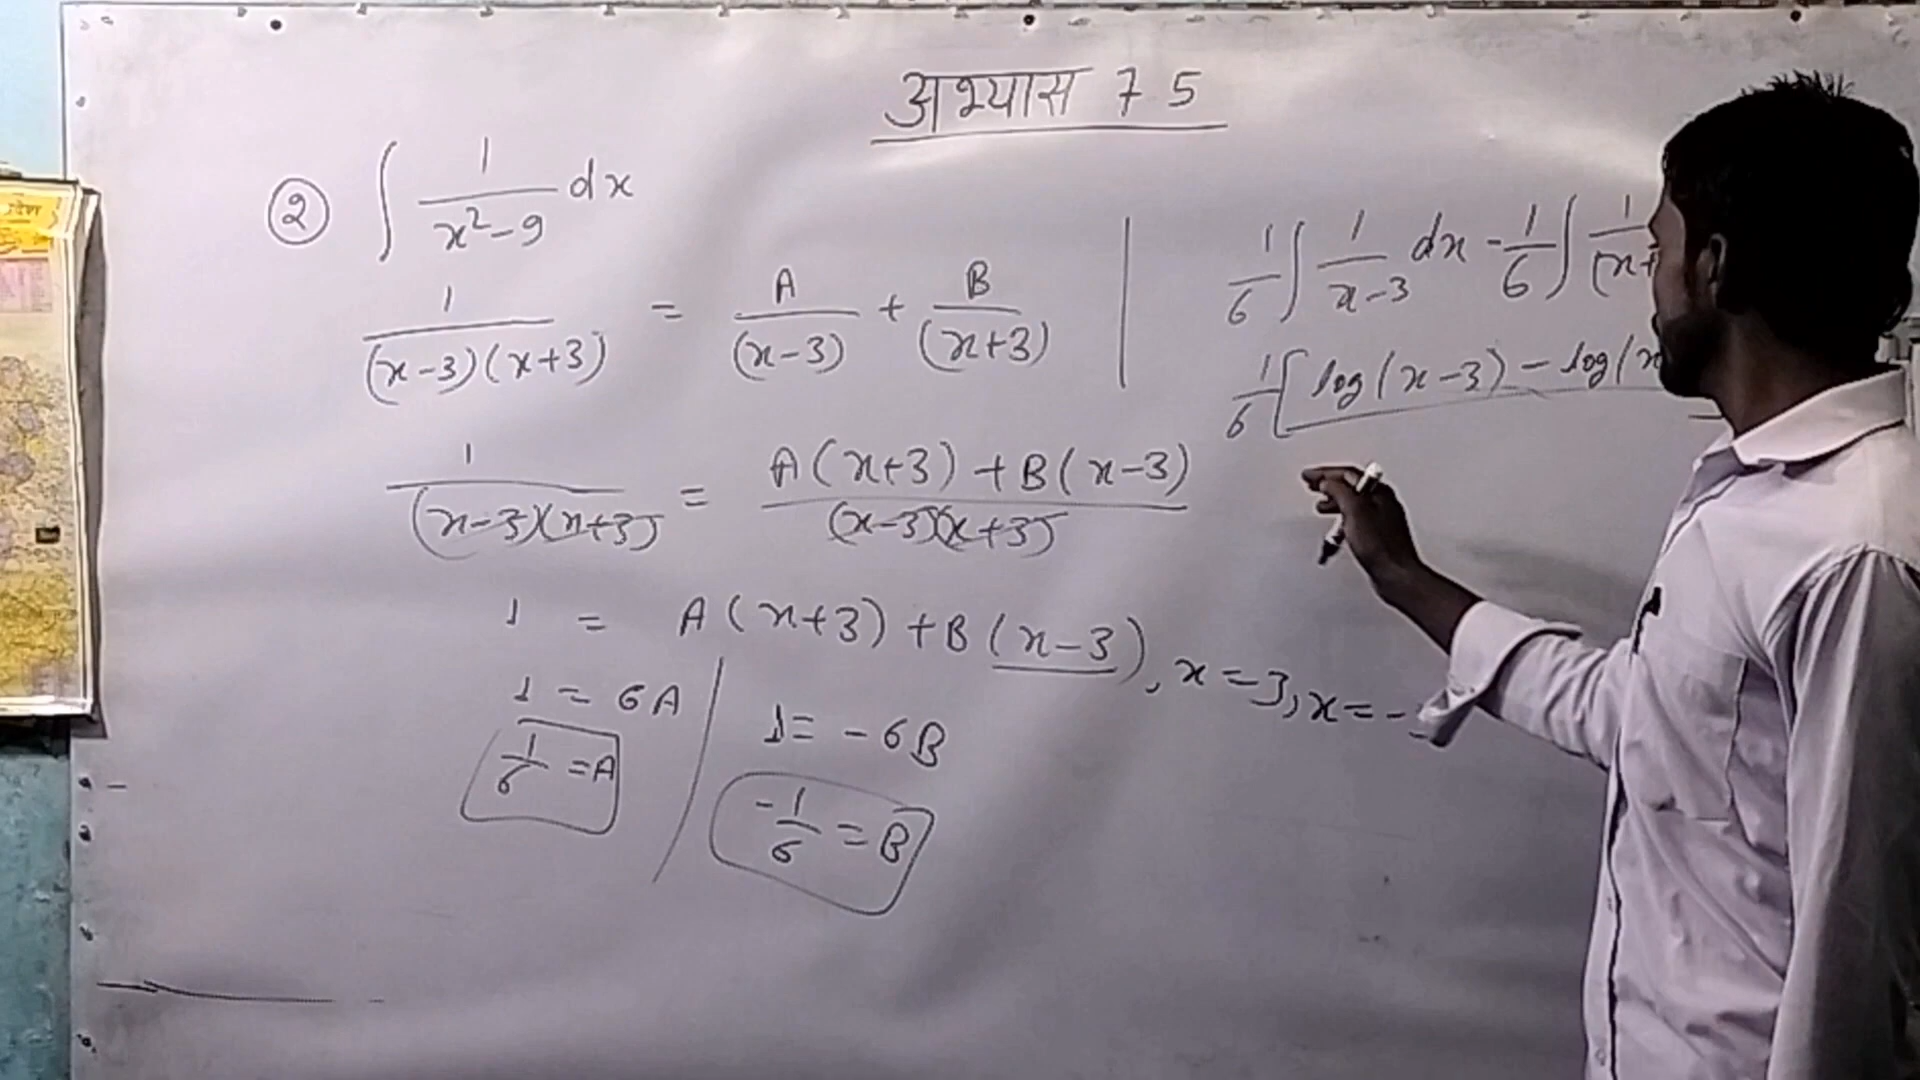 अभ्यास 7 5
② ∫ 1/(x²-9) dx
1/((x-3)(x+3)) = A/(x-3) + B/(x+3)
1/((x-3)(x+3)) = (A(x+3) + B(x-3))/((x-3)(x+3))
1 = A(x+3) + B(x-3), x=3, x=-
1 = 6A
1/6 = A
1 = -6B
-1/6 = B
1/6 ∫ 1/(x-3) dx - 1/6 ∫ 1/(x+
1/6 [log(x-3) - log(x